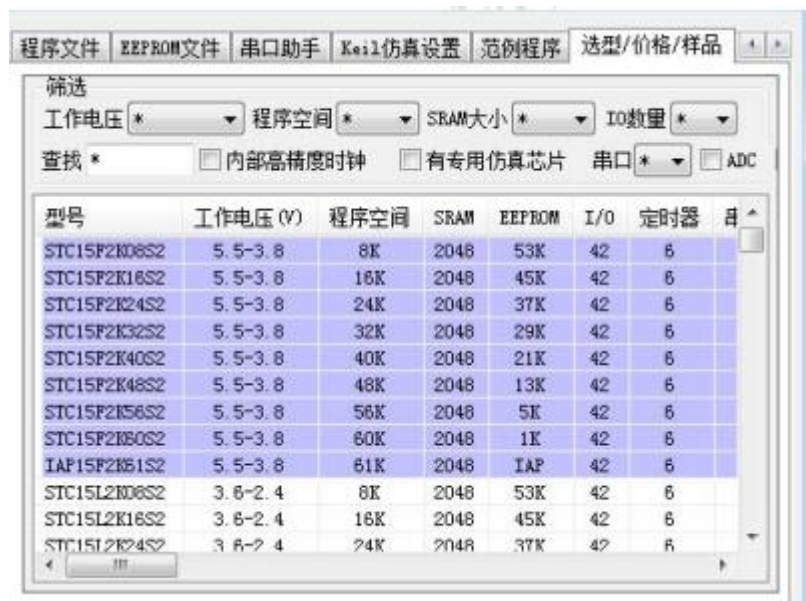 程序文件 EEPROM文件 串口助手 Keil仿真设置 范例程序 选型/价格/样品
筛选
工作电压 * 程序空间 * SRAM大小 * IO数量 *
查找 * 内部高精度时钟 有专用仿真芯片 串口 * ADC
型号 工作电压(V) 程序空间 SRAM EEPROM I/O 定时器
STC15F2K08S2 5.5-3.8 8K 2048 53K 42 6
STC15F2K16S2 5.5-3.8 16K 2048 45K 42 6
STC15F2K24S2 5.5-3.8 24K 2048 37K 42 6
STC15F2K32S2 5.5-3.8 32K 2048 29K 42 6
STC15F2K40S2 5.5-3.8 40K 2048 21K 42 6
STC15F2K48S2 5.5-3.8 48K 2048 13K 42 6
STC15F2K56S2 5.5-3.8 56K 2048 5K 42 6
STC15F2K60S2 5.5-3.8 60K 2048 1K 42 6
IAP15F2K61S2 5.5-3.8 61K 2048 IAP 42 6
STC15L2K08S2 3.6-2.4 8K 2048 53K 42 6
STC15L2K16S2 3.6-2.4 16K 2048 45K 42 6
STC15L2K24S2 3.6-2.4 24K 2048 37K 42 6